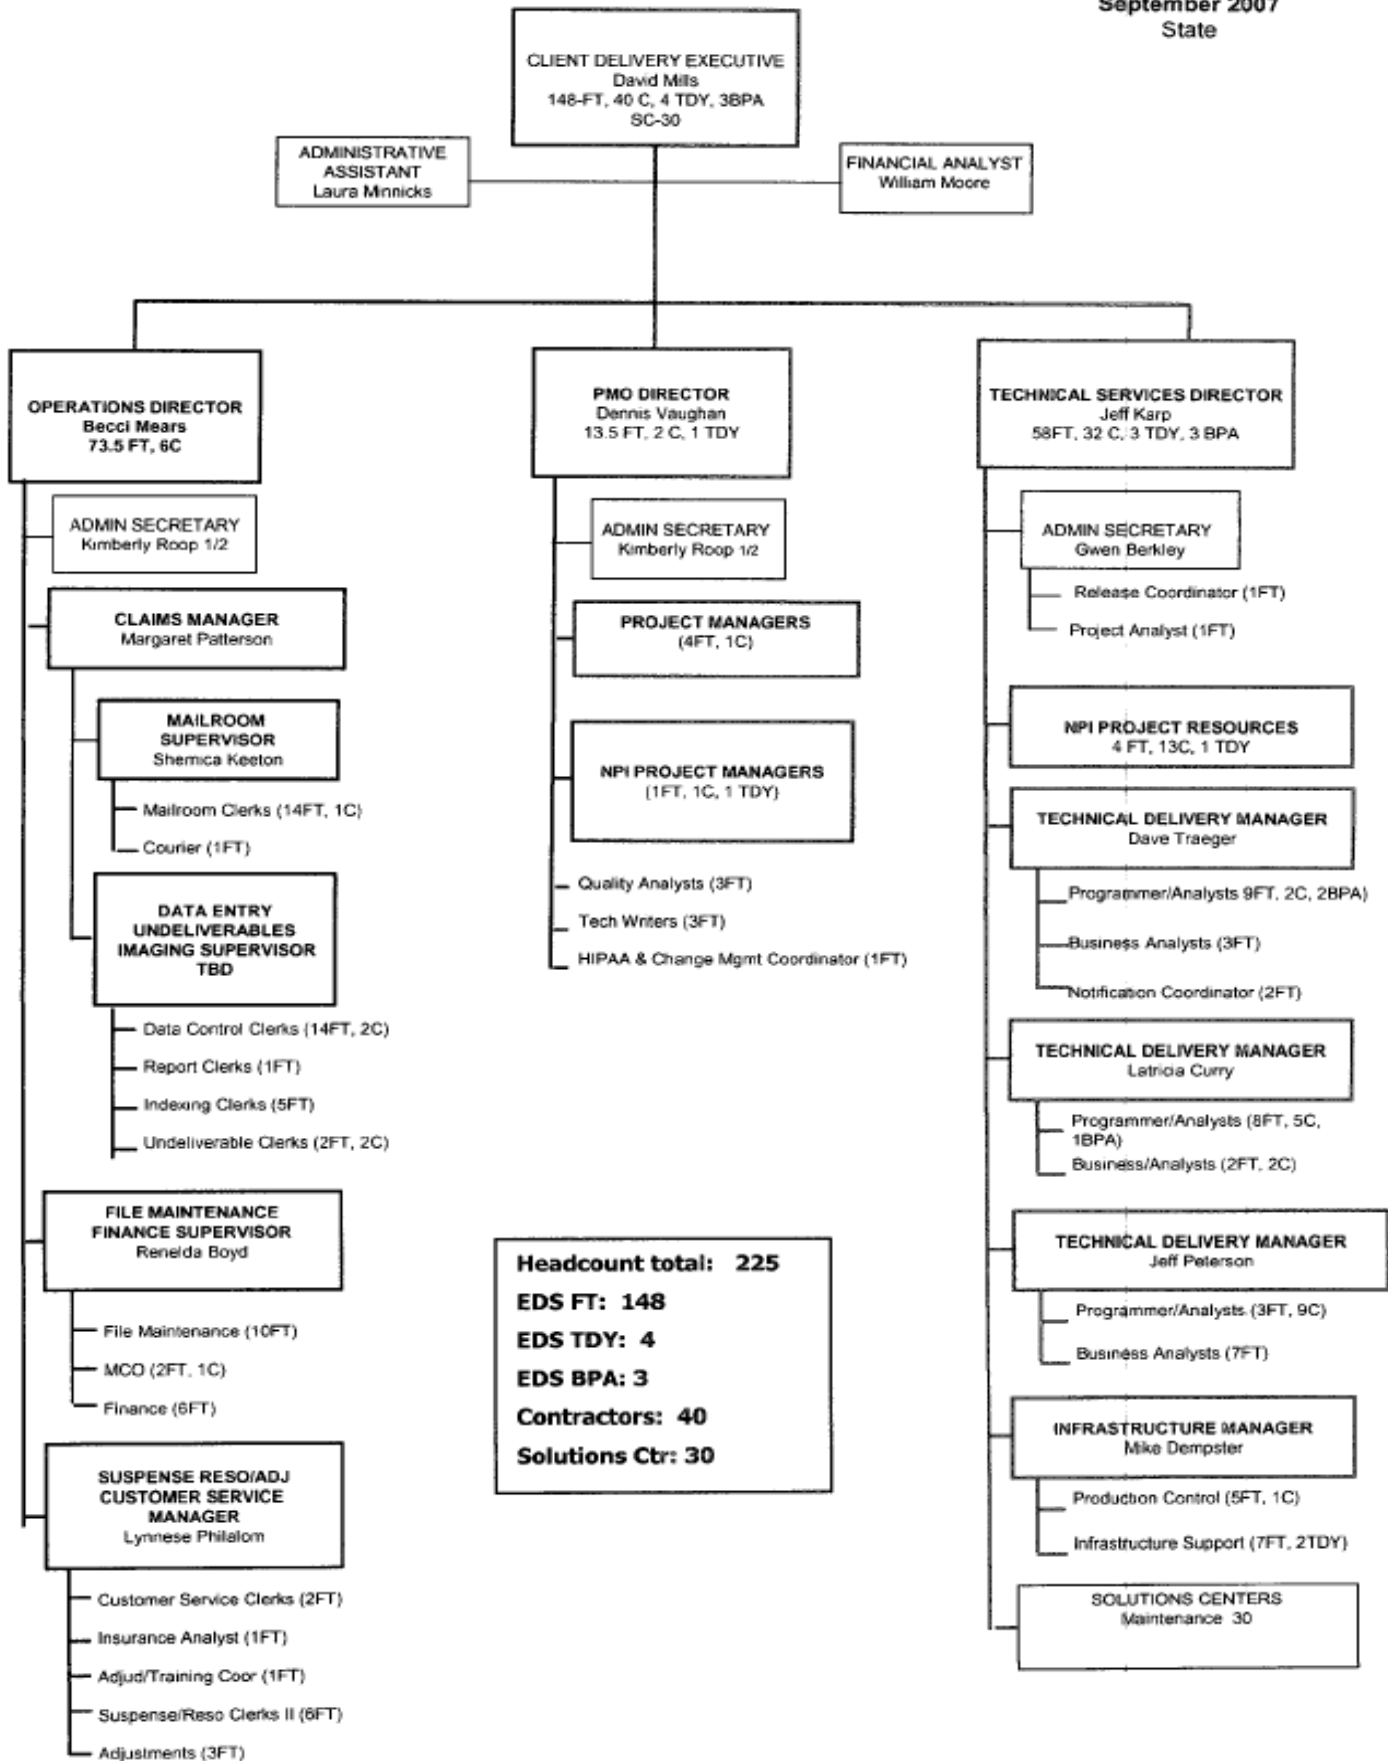 September 2007
State
CLIENT DELIVERY EXECUTIVE
David Mills
148-FT, 40 C, 4 TDY, 3BPA
SC-30
ADMINISTRATIVE
ASSISTANT
Laura Minnicks
FINANCIAL ANALYST
William Moore
OPERATIONS DIRECTOR
Becci Mears
73.5 FT, 6C
ADMIN SECRETARY
Kimberly Roop 1/2
CLAIMS MANAGER
Margaret Patterson
MAILROOM
SUPERVISOR
Shemica Keeton
Mailroom Clerks (14FT, 1C)
Courier (1FT)
DATA ENTRY
UNDELIVERABLES
IMAGING SUPERVISOR
TBD
Data Control Clerks (14FT, 2C)
Report Clerks (1FT)
Indexing Clerks (5FT)
Undeliverable Clerks (2FT, 2C)
FILE MAINTENANCE
FINANCE SUPERVISOR
Renelda Boyd
File Maintenance (10FT)
MCO (2FT, 1C)
Finance (6FT)
SUSPENSE RESO/ADJ
CUSTOMER SERVICE
MANAGER
Lynnese Philalom
Customer Service Clerks (2FT)
Insurance Analyst (1FT)
Adjud/Training Coor (1FT)
Suspense/Reso Clerks II (6FT)
Adjustments (3FT)
PMO DIRECTOR
Dennis Vaughan
13.5 FT, 2 C, 1 TDY
ADMIN SECRETARY
Kimberly Roop 1/2
PROJECT MANAGERS
(4FT, 1C)
NPI PROJECT MANAGERS
(1FT, 1C, 1 TDY)
Quality Analysts (3FT)
Tech Writers (3FT)
HIPAA & Change Mgmt Coordinator (1FT)
Headcount total: 225
EDS FT: 148
EDS TDY: 4
EDS BPA: 3
Contractors: 40
Solutions Ctr: 30
TECHNICAL SERVICES DIRECTOR
Jeff Karp
58FT, 32 C, 3 TDY, 3 BPA
ADMIN SECRETARY
Gwen Berkley
Release Coordinator (1FT)
Project Analyst (1FT)
NPI PROJECT RESOURCES
4 FT, 13C, 1 TDY
TECHNICAL DELIVERY MANAGER
Dave Traeger
Programmer/Analysts 9FT, 2C, 2BPA)
Business Analysts (3FT)
Notification Coordinator (2FT)
TECHNICAL DELIVERY MANAGER
Latricia Curry
Programmer/Analysts (8FT, 5C,
1BPA)
Business/Analysts (2FT, 2C)
TECHNICAL DELIVERY MANAGER
Jeff Peterson
Programmer/Analysts (3FT, 9C)
Business Analysts (7FT)
INFRASTRUCTURE MANAGER
Mike Dempster
Production Control (5FT, 1C)
Infrastructure Support (7FT, 2TDY)
SOLUTIONS CENTERS
Maintenance 30